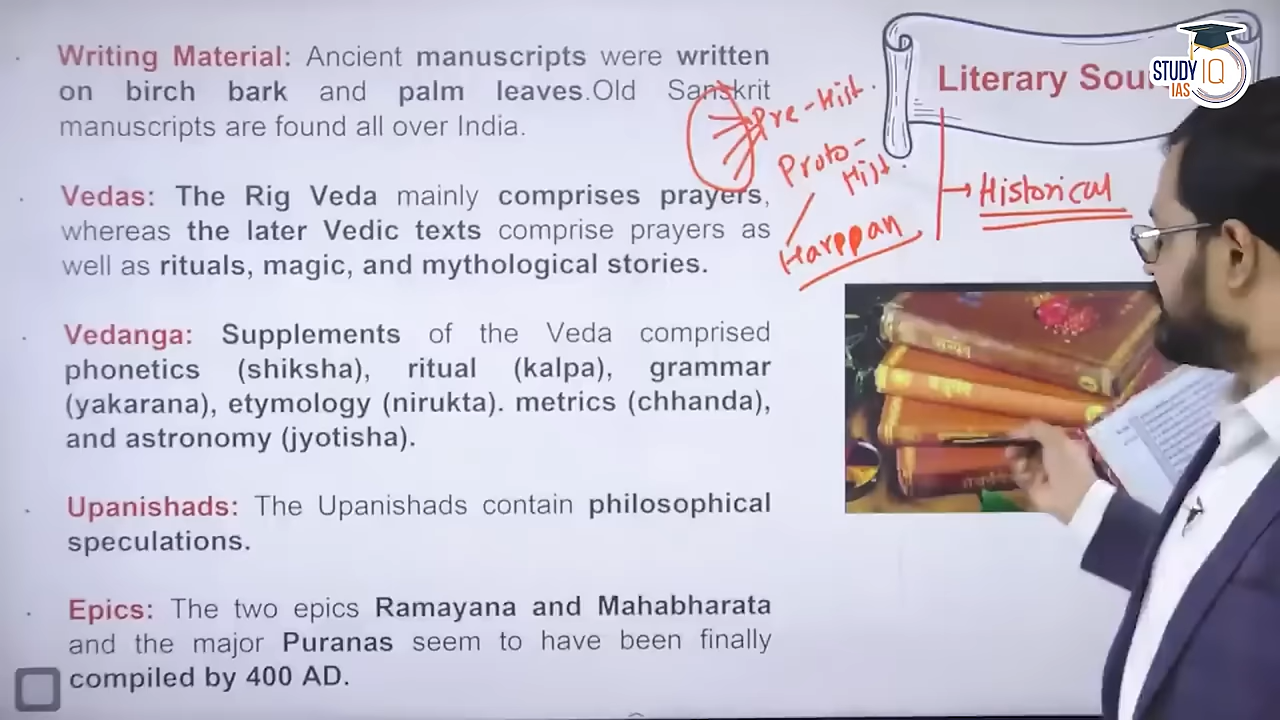 Writing Material: Ancient manuscripts were written
on birch bark and palm leaves.Old Sanskrit
manuscripts are found all over India.
Vedas: The Rig Veda mainly comprises prayers,
whereas the later Vedic texts comprise prayers as
well as rituals, magic, and mythological stories.
Vedanga: Supplements of the Veda comprised
phonetics (shiksha), ritual (kalpa), grammar
(yakarana), etymology (nirukta). metrics (chhanda),
and astronomy (jyotisha).
Upanishads: The Upanishads contain philosophical
speculations.
Epics: The two epics Ramayana and Mahabharata
and the major Puranas seem to have been finally
compiled by 400 AD.
Pre-Hist.
Proto-
Hist.
Harppan
Literary Sou
Historical
STUDY IQ
IAS